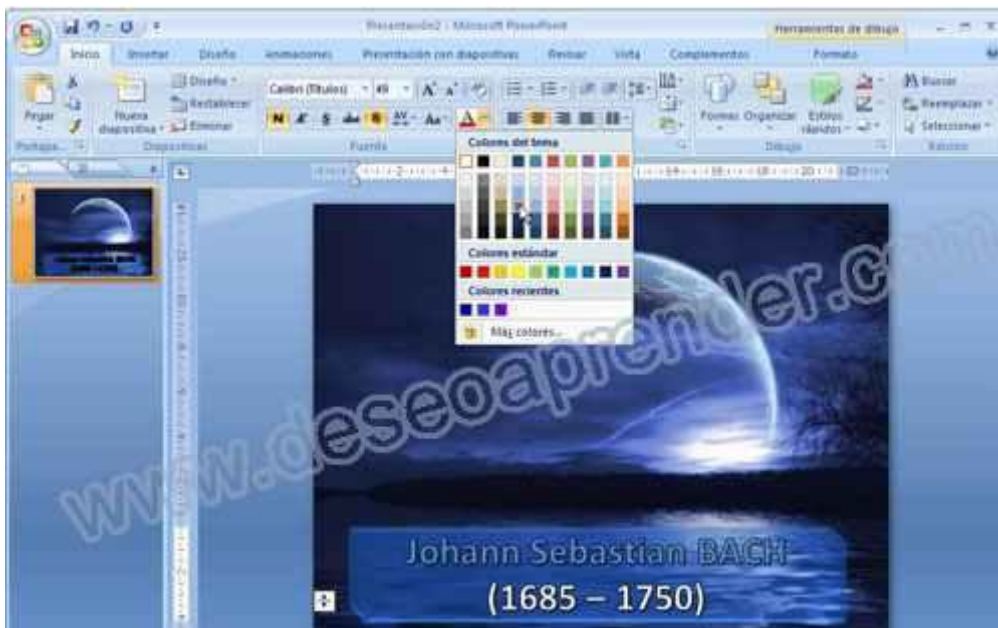 Presentación2 - Microsoft PowerPoint
Herramientas de dibujo
Inicio Insertar Diseño Animaciones Presentación con diapositivas Revisar Vista Complementos Formato
Pegar
Nueva diapositiva
Diseño
Restablecer
Eliminar
Calibri (Títulos)
N K S
Aa
A
Formas Organizar Estilos rápidos
Buscar
Reemplazar
Seleccionar
Diapositivas
Fuente
Dibujo
Colores del tema
Colores estándar
Colores recientes
Más colores...
1
www.deseoaprender.com
Johann Sebastian BACH
(1685 – 1750)